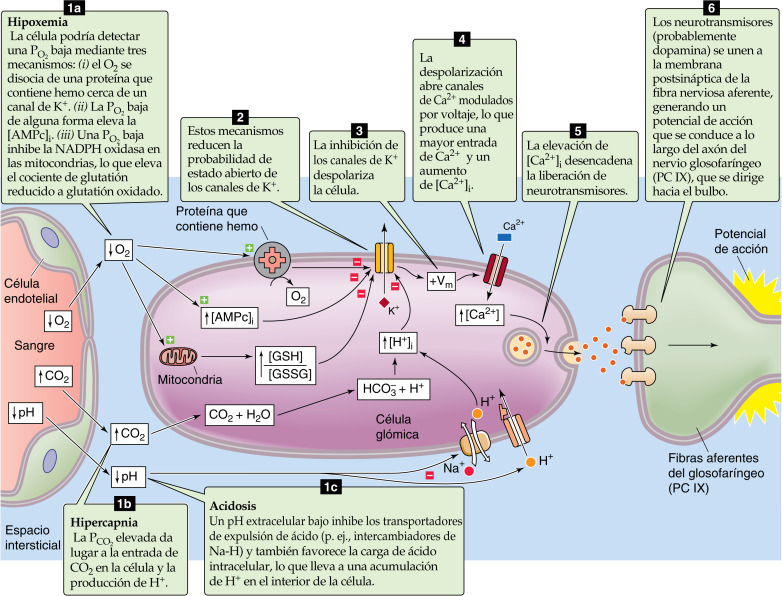 1a
Hipoxemia
La célula podría detectar
una PO2 baja mediante tres
mecanismos: (i) el O2 se
disocia de una proteína que
contiene hemo cerca de un
canal de K+. (ii) La PO2 baja
de alguna forma eleva la
[AMPc]i. (iii) Una PO2 baja
inhibe la NADPH oxidasa en
las mitocondrias, lo que eleva
el cociente de glutatión
reducido a glutatión oxidado.
2
Estos mecanismos
reducen la
probabilidad de
estado abierto de
los canales de K+.
3
La inhibición de
los canales de K+
despolariza
la célula.
4
La
despolarización
abre canales
de Ca2+ modulados
por voltaje, lo que
produce una
mayor entrada
de Ca2+ y un
aumento
de [Ca2+]i.
5
La elevación de
[Ca2+]i desencadena
la liberación de
neurotransmisores.
6
Los neurotransmisores
(probablemente
dopamina) se unen a
la membrana
postsináptica de la
fibra nerviosa aferente,
generando un
potencial de acción
que se conduce a lo
largo del axón del
nervio glosofaríngeo
(PC IX), que se dirige
hacia el bulbo.
Proteína que
contiene hemo
Potencial
de acción
Célula
endotelial
↓O2
O2
+Vm
Ca2+
K+
↓O2
↑[AMPc]i
↑[Ca2+]
Sangre
Mitocondria
↑[GSH]
[GSSG]
↑[H+]i
↑CO2
HCO3− + H+
↓pH
↑CO2
CO2 + H2O
Célula
glómica
H+
Na+
H+
↓pH
Fibras aferentes
del glosofaríngeo
(PC IX)
Espacio
intersticial
1b
Hipercapnia
La PCO2 elevada da
lugar a la entrada de
CO2 en la célula y la
producción de H+.
1c
Acidosis
Un pH extracelular bajo inhibe los transportadores
de expulsión de ácido (p. ej., intercambiadores de
Na-H) y también favorece la carga de ácido
intracelular, lo que lleva a una acumulación
de H+ en el interior de la célula.